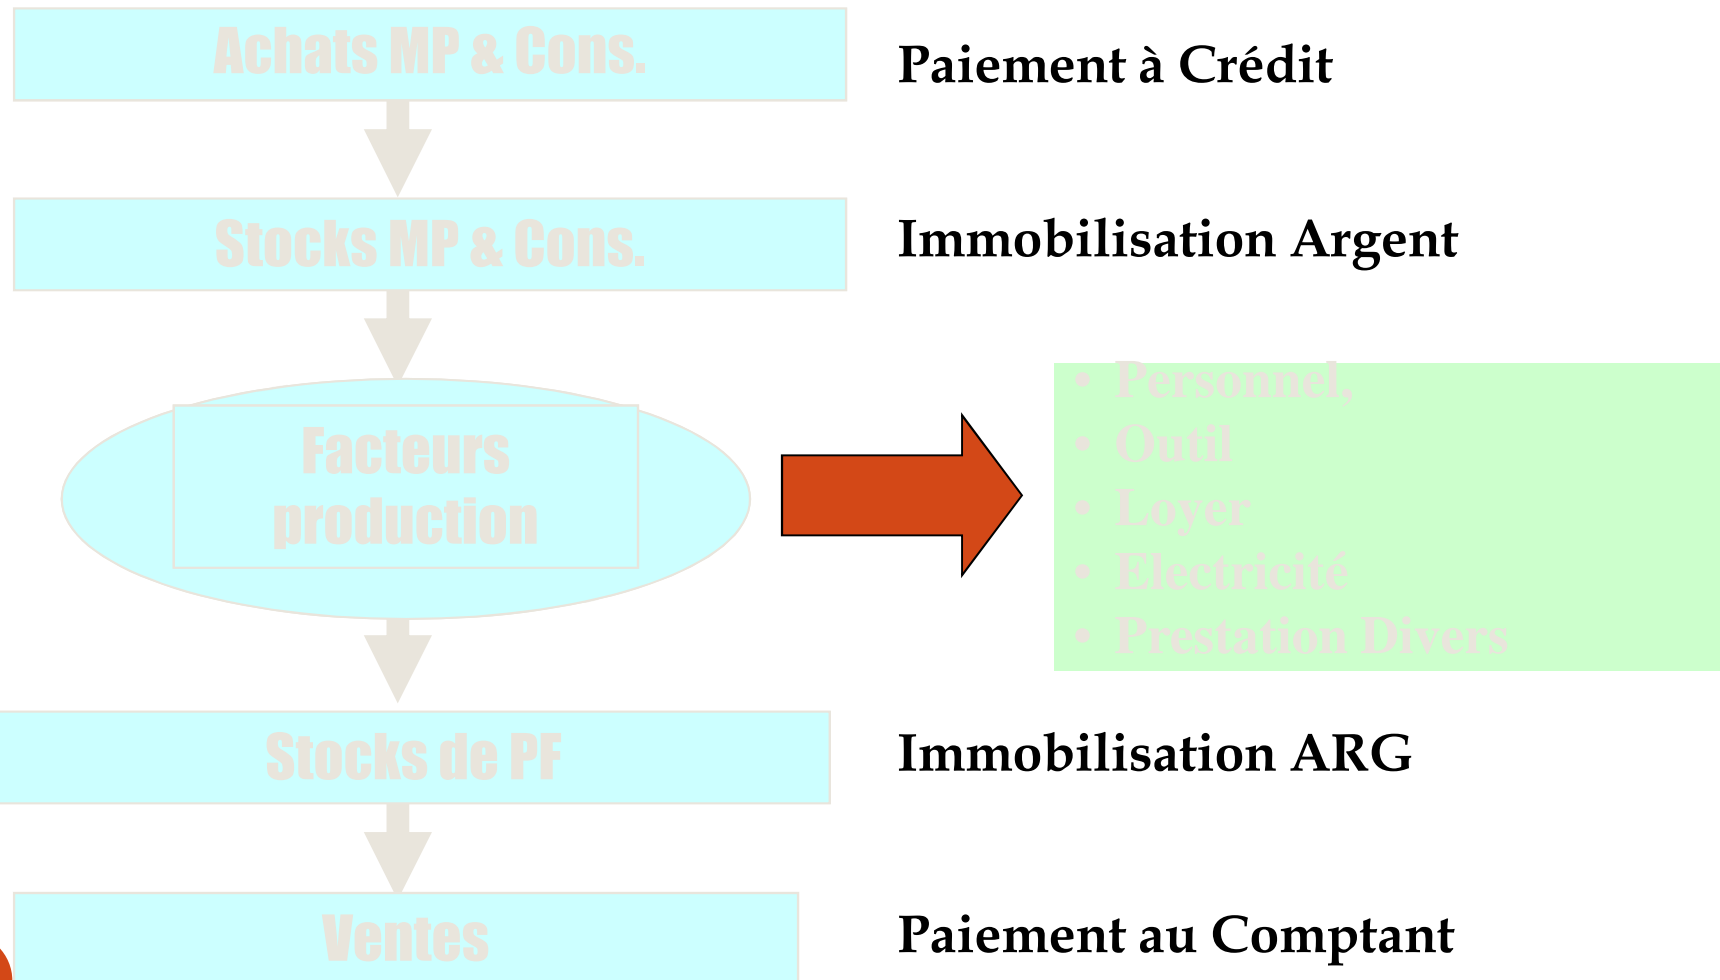 Achats MP & Cons.
Paiement à Crédit
Stocks MP & Cons.
Immobilisation Argent
Facteurs
production
• Personnel,
• Outil
• Loyer
• Electricité
• Prestation Divers
Stocks de PF
Immobilisation ARG
Ventes
Paiement au Comptant